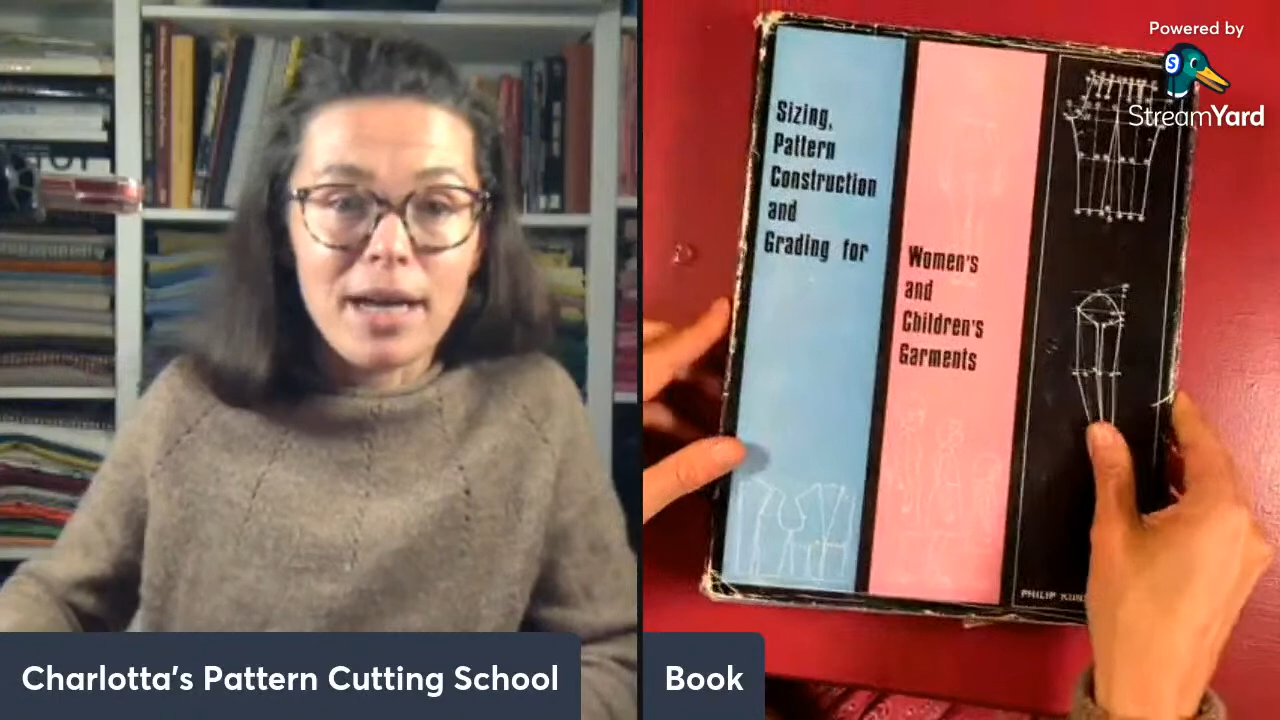 Powered by
StreamYard
Sizing,
Pattern
Construction
and
Grading for
Women's
and
Children's
Garments
PHILIP
Charlotta's Pattern Cutting School
Book